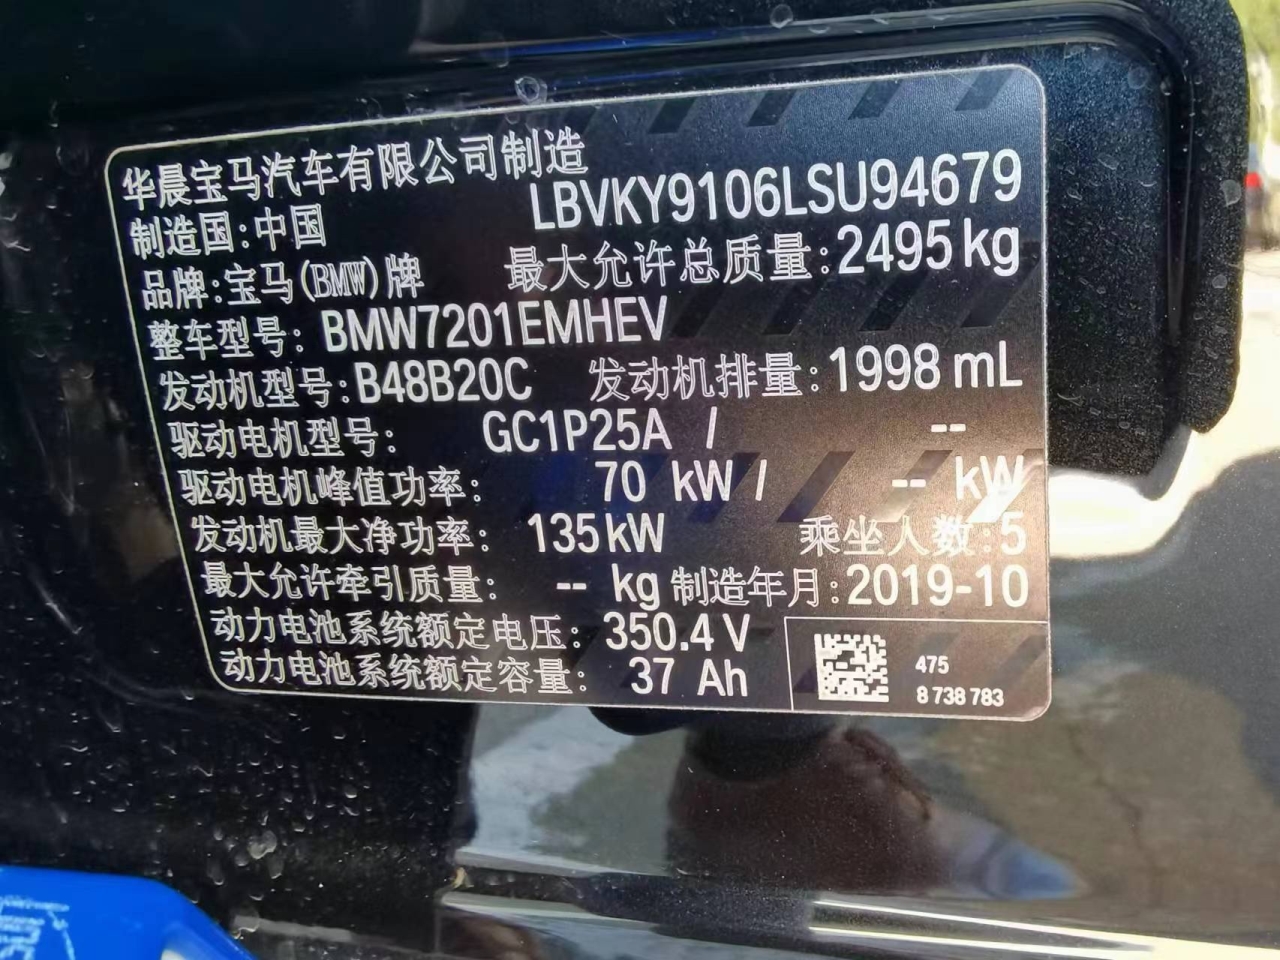 华晨宝马汽车有限公司制造
制造国:中国 LBVKY9106LSU94679
品牌:宝马(BMW)牌 最大允许总质量:2495kg
整车型号: BMW7201EMHEV
发动机型号:B48B20C 发动机排量:1998 mL
驱动电机型号: GC1P25A / --
驱动电机峰值功率: 70 kW / -- kW
发动机最大净功率: 135kW 乘坐人数:5
最大允许牵引质量: -- kg 制造年月:2019-10
动力电池系统额定电压: 350.4 V
动力电池系统额定容量: 37 Ah
475
8 738 783